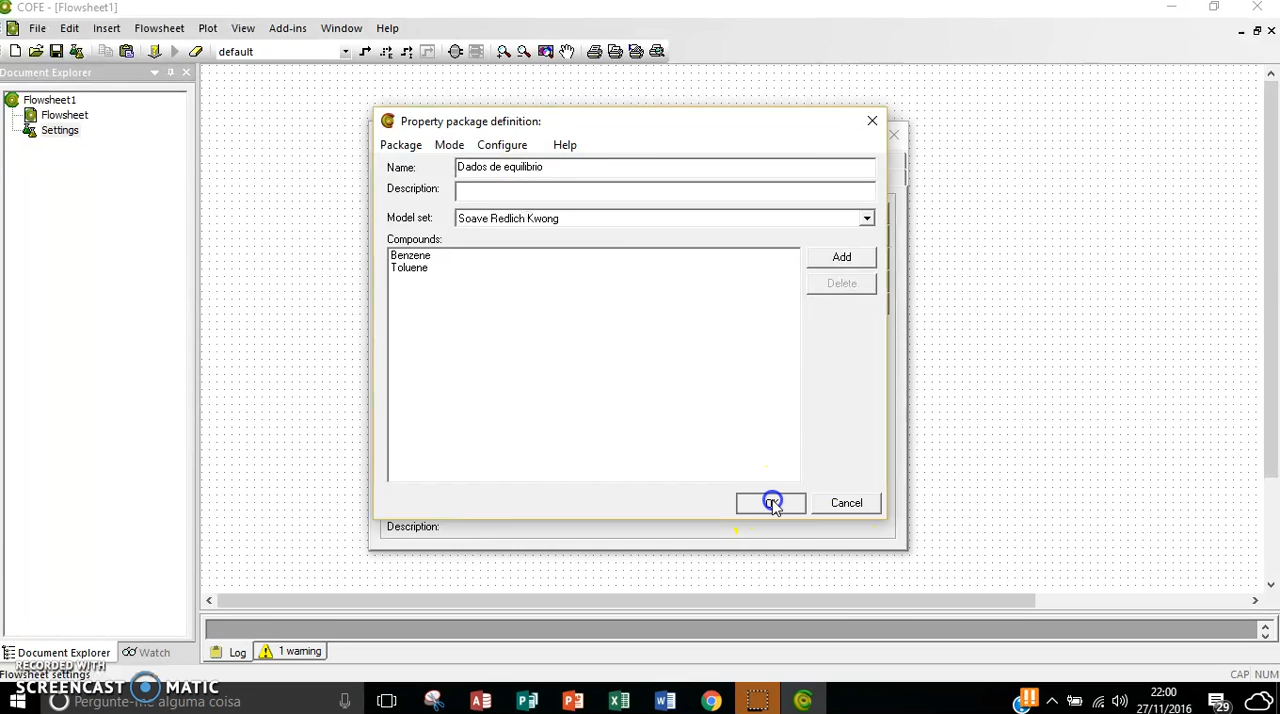 COFE - [Flowsheet1]
File Edit Insert Flowsheet Plot View Add-ins Window Help
default
Document Explorer
Flowsheet1
Flowsheet
Settings
Property package definition:
Package Mode Configure Help
Name: Dados de equilibrio
Description:
Model set: Soave Redlich Kwong
Compounds:
Benzene
Toluene
Add
Delete
Cancel
Description:
Document Explorer Watch
Log 1 warning
RECORDED WITH
Flowsheet settings
CAP NUM
SCREENCAST MATIC
Pergunte-me alguma coisa
22:00
27/11/2016
29